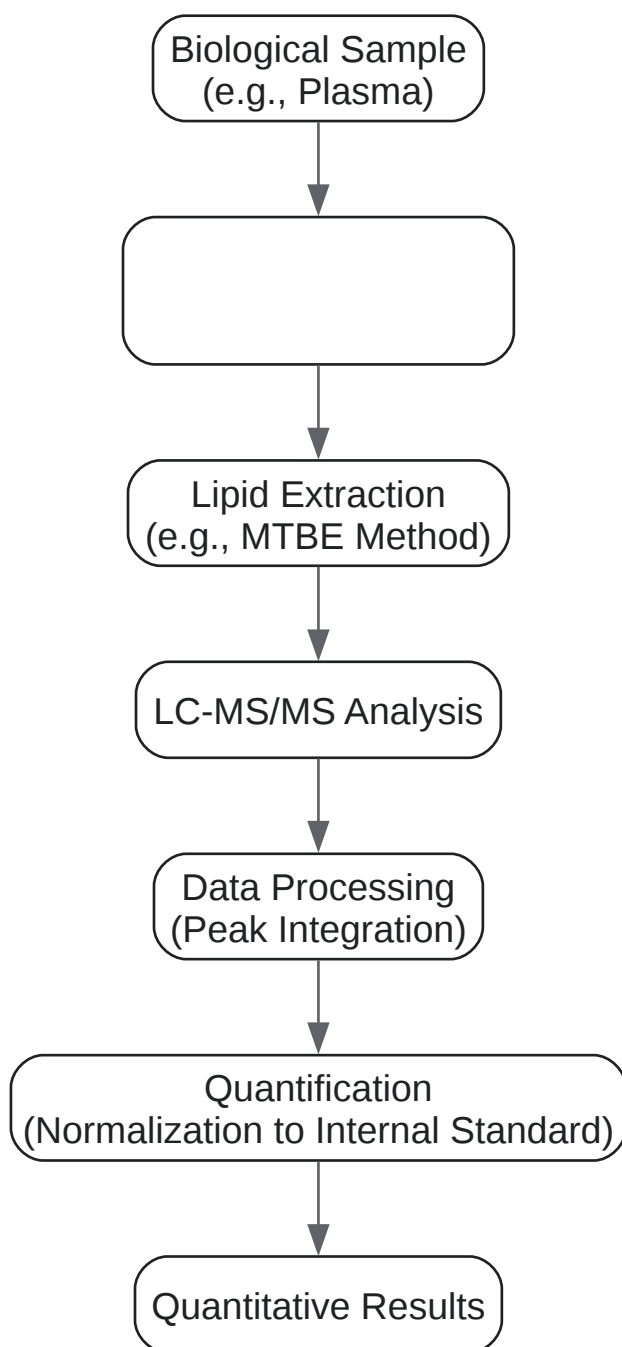 Biological Sample
(e.g., Plasma)
Lipid Extraction
(e.g., MTBE Method)
LC-MS/MS Analysis
Data Processing
(Peak Integration)
Quantification
(Normalization to Internal Standard)
Quantitative Results